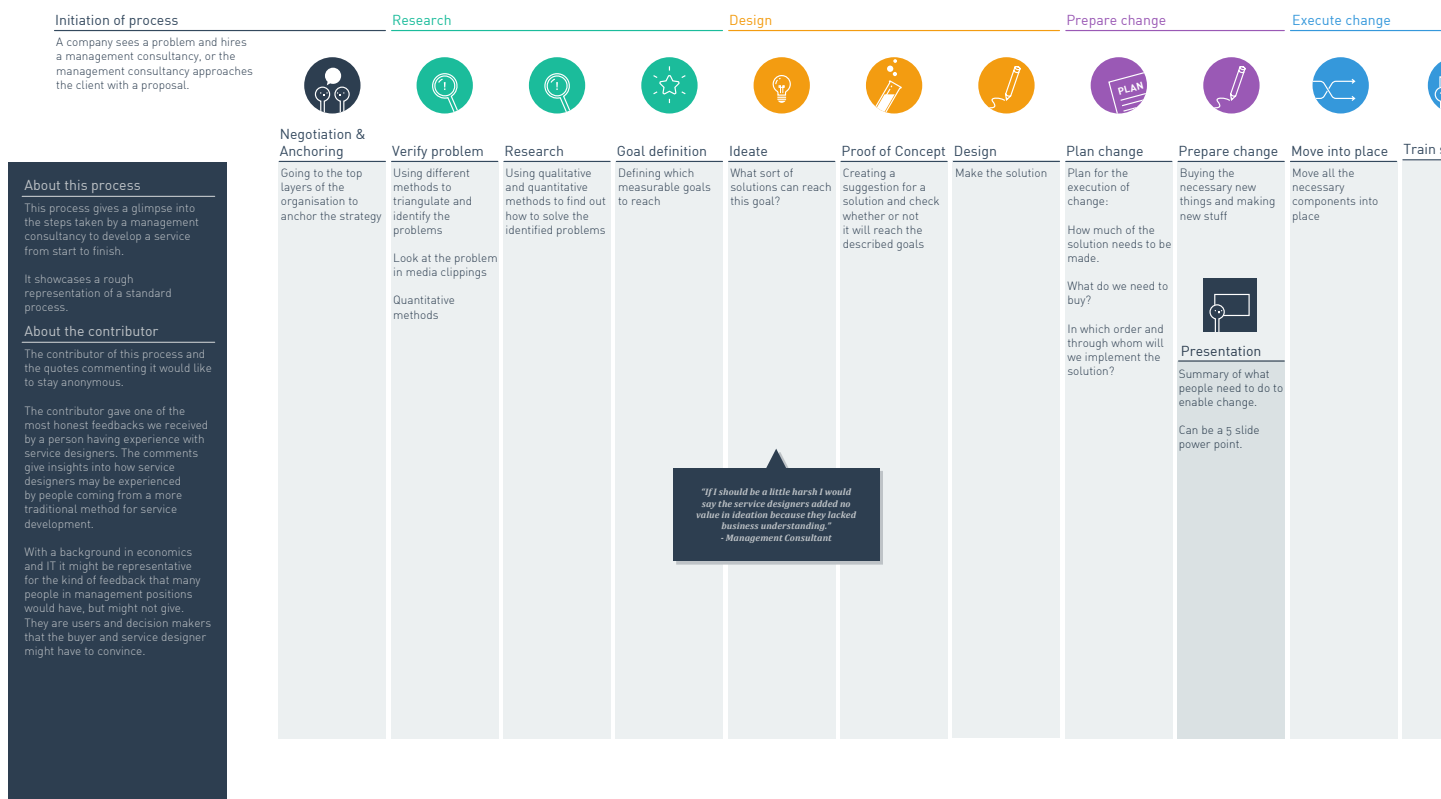 Initiation of process
A company sees a problem and hires
a management consultancy, or the
management consultancy approaches
the client with a proposal.
Research
Design
Prepare change
Execute change
PLAN
About this process
This process gives a glimpse into
the steps taken by a management
consultancy to develop a service
from start to finish.
It showcases a rough
representation of a standard
process.
About the contributor
The contributor of this process and
the quotes commenting it would like
to stay anonymous.
The contributor gave one of the
most honest feedbacks we received
by a person having experience with
service designers. The comments
give insights into how service
designers may be experienced
by people coming from a more
traditional method for service
development.
With a background in economics
and IT it might be representative
for the kind of feedback that many
people in management positions
would have, but might not give.
They are users and decision makers
that the buyer and service designer
might have to convince.
Negotiation &
Anchoring
Going to the top
layers of the
organisation to
anchor the strategy
Verify problem
Using different
methods to
triangulate and
identify the
problems
Look at the problem
in media clippings
Quantitative
methods
Research
Using qualitative
and quantitative
methods to find out
how to solve the
identified problems
Goal definition
Defining which
measurable goals
to reach
Ideate
What sort of
solutions can reach
this goal?
"If I should be a little harsh I would
say the service designers added no
value in ideation because they lacked
business understanding."
- Management Consultant
Proof of Concept
Creating a
suggestion for a
solution and check
whether or not
it will reach the
described goals
Design
Make the solution
Plan change
Plan for the
execution of
change:
How much of the
solution needs to be
made.
What do we need to
buy?
In which order and
through whom will
we implement the
solution?
Prepare change
Buying the
necessary new
things and making
new stuff
Presentation
Summary of what
people need to do to
enable change.
Can be a 5 slide
power point.
Move into place
Move all the
necessary
components into
place
Train